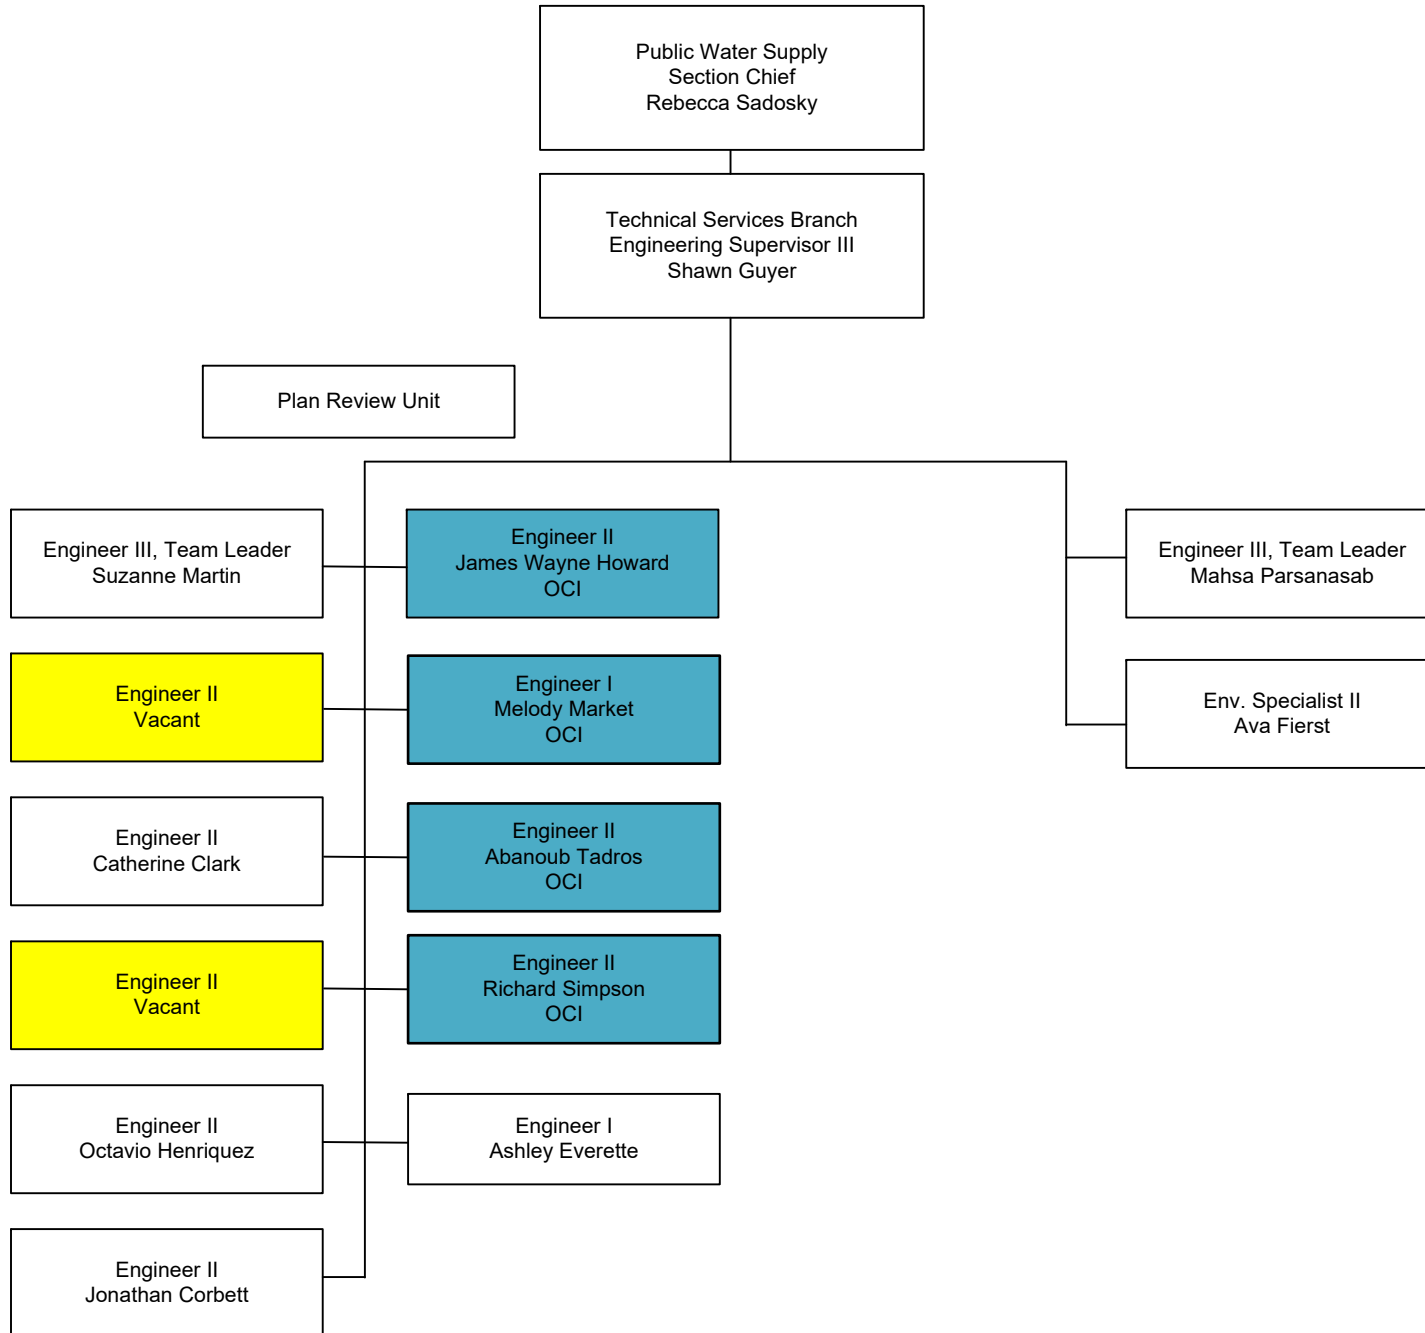 Public Water Supply
Section Chief
Rebecca Sadosky
Technical Services Branch
Engineering Supervisor III
Shawn Guyer
Plan Review Unit
Engineer III, Team Leader
Suzanne Martin
Engineer II
James Wayne Howard
OCI
Engineer III, Team Leader
Mahsa Parsanasab
Engineer II
Vacant
Engineer I
Melody Market
OCI
Env. Specialist II
Ava Fierst
Engineer II
Catherine Clark
Engineer II
Abanoub Tadros
OCI
Engineer II
Vacant
Engineer II
Richard Simpson
OCI
Engineer II
Octavio Henriquez
Engineer I
Ashley Everette
Engineer II
Jonathan Corbett